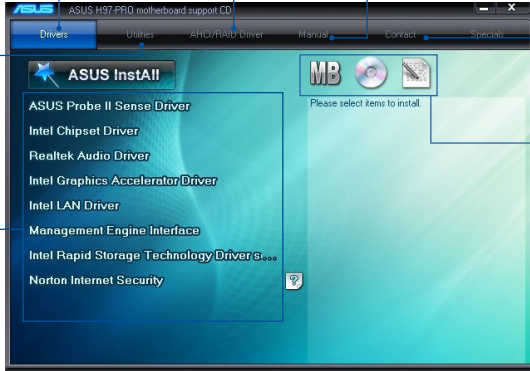 ASUS
ASUS H97-PRO motherboard support CD
Drivers
Utilities
AHCI/RAID Driver
Manual
Contact
Specials
ASUS InstAll
MB
Please select items to install.
ASUS Probe II Sense Driver
Intel Chipset Driver
Realtek Audio Driver
Intel Graphics Accelerator Driver
Intel LAN Driver
Management Engine Interface
Intel Rapid Storage Technology Driver s...
Norton Internet Security
?